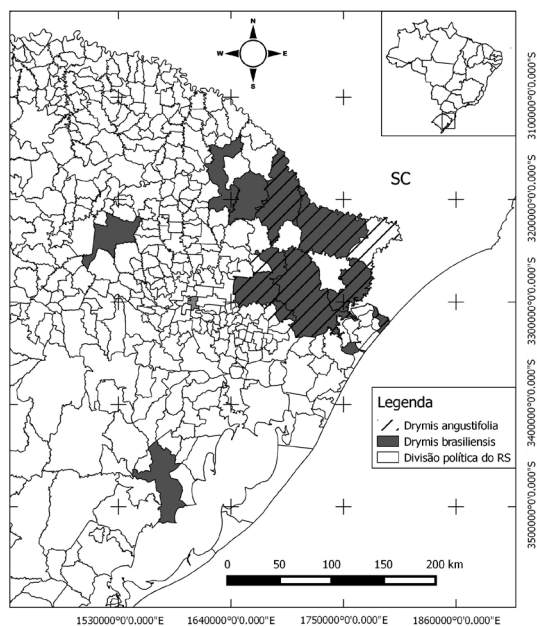 N
W E
S
SC
Legenda
Drymis angustifolia
Drymis brasiliensis
Divisão política do RS
0 50 100 150 200 km
3100000°0'0.000"S
3200000°0'0.000"S
3300000°0'0.000"S
3400000°0'0.000"S
3500000°0'0.000"S
1530000°0'0.000"E 1640000°0'0.000"E 1750000°0'0.000"E 1860000°0'0.000"E